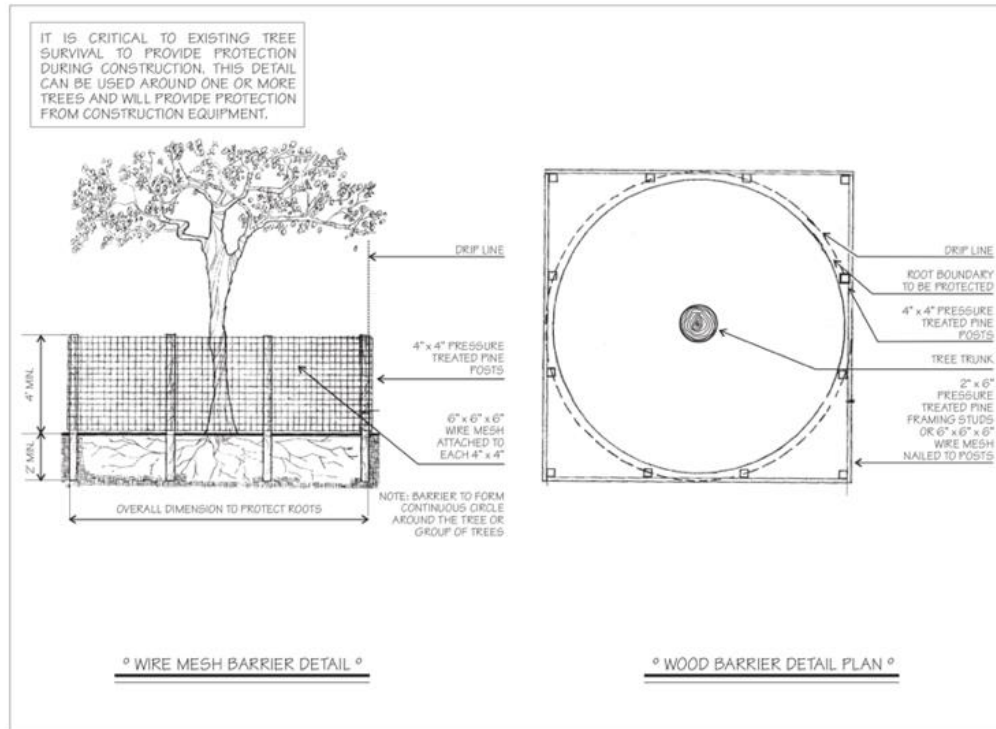 IT IS CRITICAL TO EXISTING TREE
SURVIVAL TO PROVIDE PROTECTION
DURING CONSTRUCTION. THIS DETAIL
CAN BE USED AROUND ONE OR MORE
TREES AND WILL PROVIDE PROTECTION
FROM CONSTRUCTION EQUIPMENT.
DRIP LINE
4" x 4" PRESSURE
TREATED PINE
POSTS
6" x 6" x 6"
WIRE MESH
ATTACHED TO
EACH 4" x 4"
4' MIN.
2' MIN.
OVERALL DIMENSION TO PROTECT ROOTS
NOTE: BARRIER TO FORM
CONTINUOUS CIRCLE
AROUND THE TREE OR
GROUP OF TREES
° WIRE MESH BARRIER DETAIL °
DRIP LINE
ROOT BOUNDARY
TO BE PROTECTED
4" x 4" PRESSURE
TREATED PINE
POSTS
TREE TRUNK
2" x 6"
PRESSURE
TREATED PINE
FRAMING STUDS
OR 6" x 6" x 6"
WIRE MESH
NAILED TO POSTS
° WOOD BARRIER DETAIL PLAN °